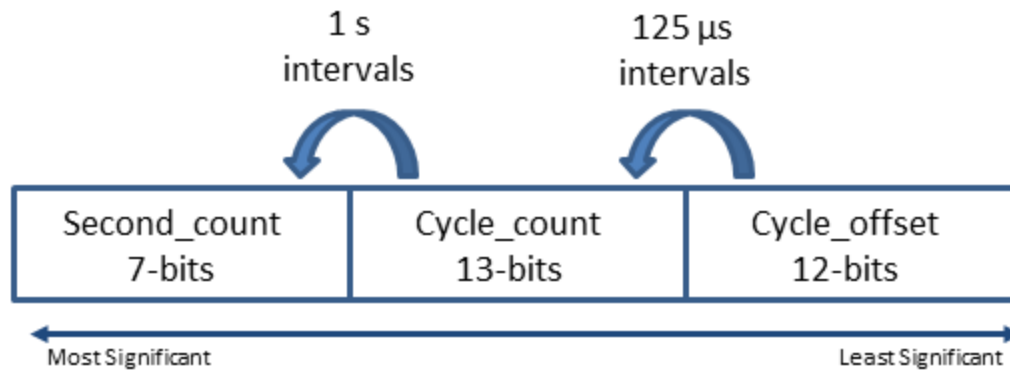 1 s
intervals
125 µs
intervals
Second_count
7-bits
Cycle_count
13-bits
Cycle_offset
12-bits
Most Significant
Least Significant